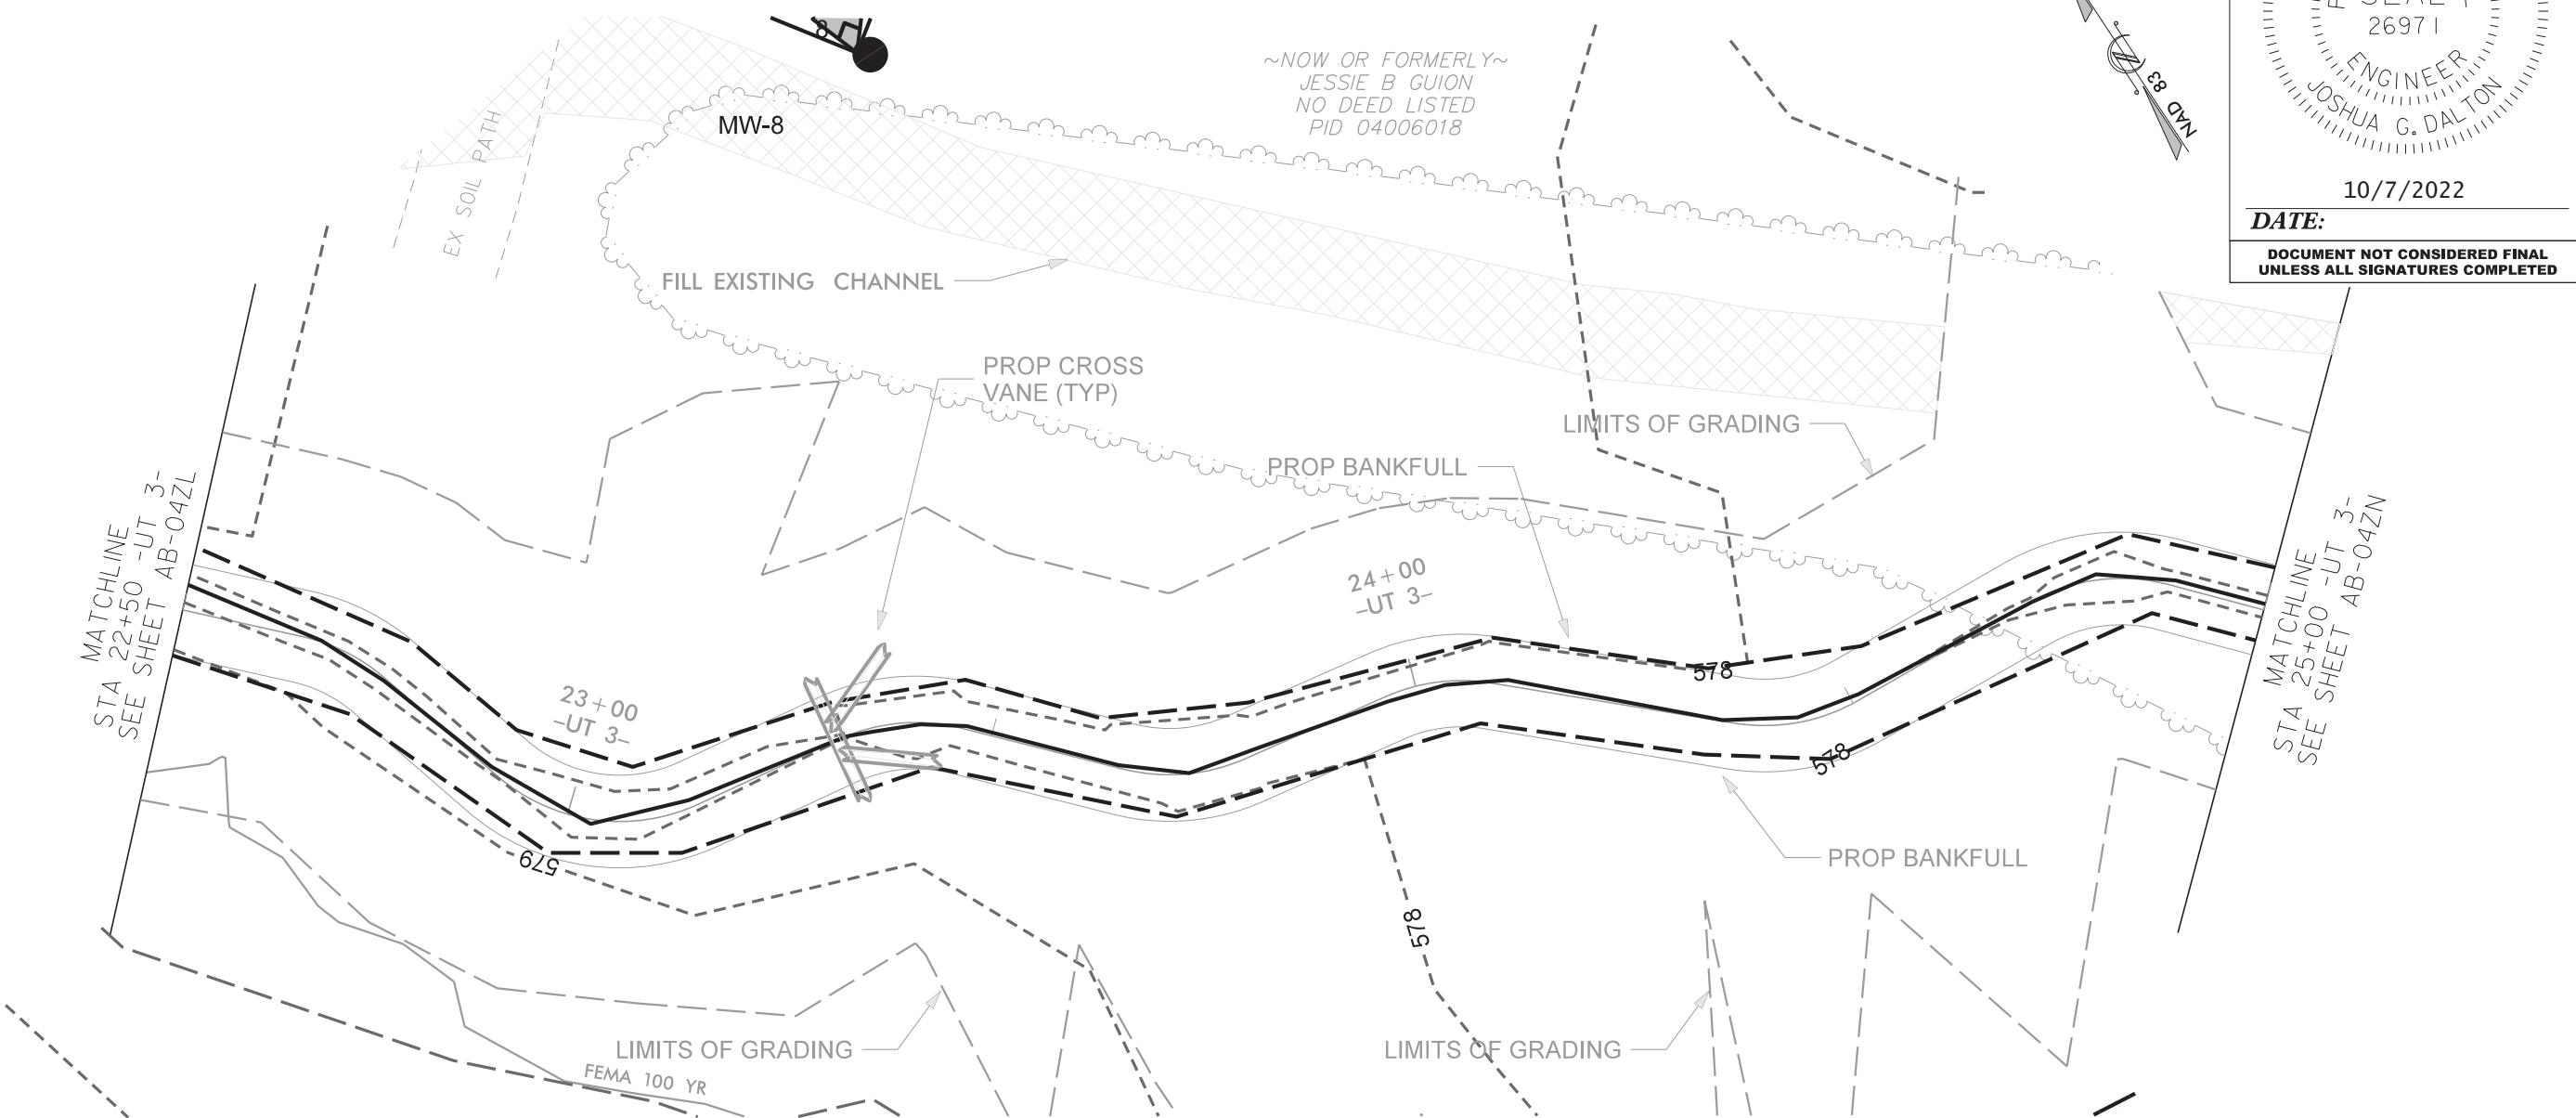 8
~NOW OR FORMERLY~
JESSIE B GUION
NO DEED LISTED
PID 04006018
NAD 83
SEAL
26971
ENGINEER
JOSHUA G. DALTON
10/7/2022
DATE:
DOCUMENT NOT CONSIDERED FINAL
UNLESS ALL SIGNATURES COMPLETED
MW-8
EX SOIL PATH
FILL EXISTING CHANNEL
PROP CROSS
VANE (TYP)
LIMITS OF GRADING
PROP BANKFULL
MATCHLINE
STA 22+50 -UT 3-
SEE SHEET AB-04ZL
24+00
-UT 3-
23+00
-UT 3-
578
578
MATCHLINE
STA 25+00 -UT 3-
SEE SHEET AB-04ZN
579
PROP BANKFULL
578
LIMITS OF GRADING
LIMITS OF GRADING
FEMA 100 YR